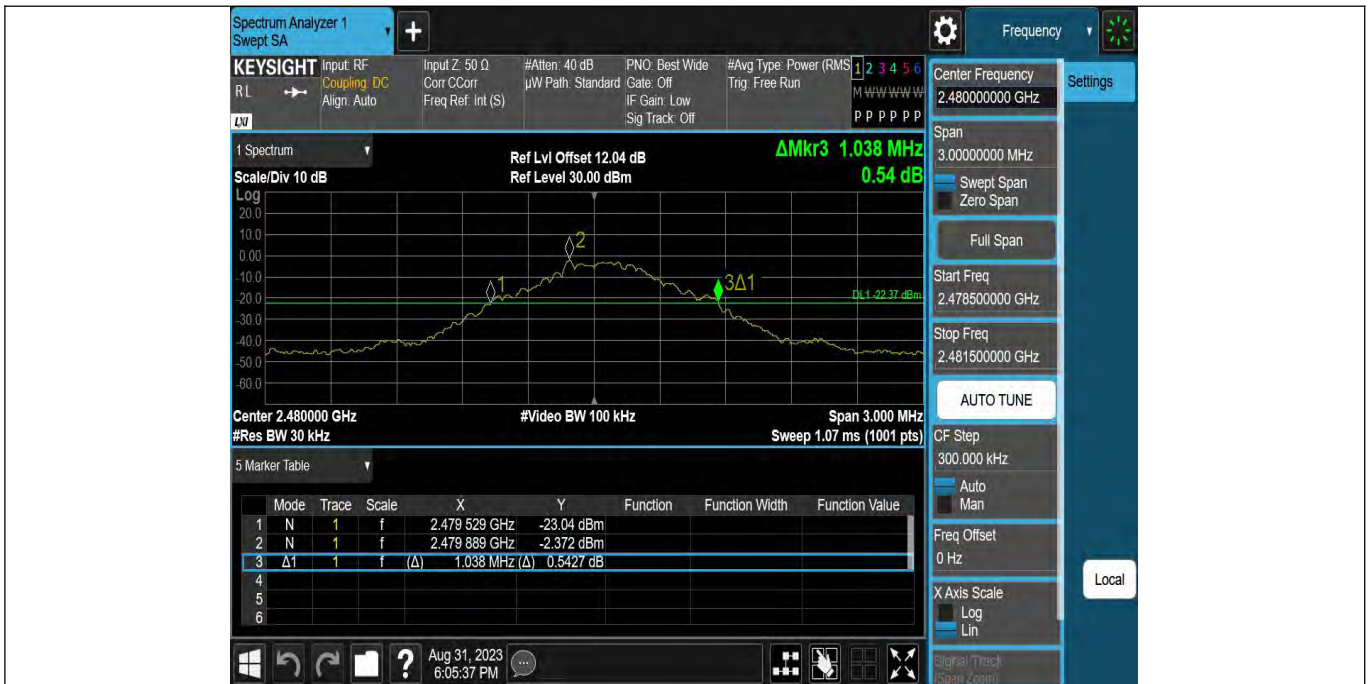 Spectrum Analyzer 1
Swept SA
+
Frequency
KEYSIGHT
RL
LXI
Input: RF
Coupling: DC
Align: Auto
Input Z: 50 Ω
Corr CCorr
Freq Ref: Int (S)
#Atten: 40 dB
µW Path: Standard
PNO: Best Wide
Gate: Off
IF Gain: Low
Sig Track: Off
#Avg Type: Power (RMS
Trig: Free Run
1 2 3 4 5 6
M W W W W W
P P P P P P
1 Spectrum
Scale/Div 10 dB
Ref Lvl Offset 12.04 dB
Ref Level 30.00 dBm
ΔMkr3 1.038 MHz
0.54 dB
Log
20.0
10.0
0.00
-10.0
-20.0
-30.0
-40.0
-50.0
-60.0
1
2
3Δ1
DL1 -22.37 dBm
Center 2.480000 GHz
#Video BW 100 kHz
Span 3.000 MHz
#Res BW 30 kHz
Sweep 1.07 ms (1001 pts)
5 Marker Table
Mode Trace Scale X Y Function Function Width Function Value
1 N 1 f 2.479 529 GHz -23.04 dBm
2 N 1 f 2.479 889 GHz -2.372 dBm
3 Δ1 1 f (Δ) 1.038 MHz (Δ) 0.5427 dB
4
5
6
Aug 31, 2023
6:05:37 PM
Center Frequency
2.480000000 GHz
Settings
Span
3.00000000 MHz
Swept Span
Zero Span
Full Span
Start Freq
2.478500000 GHz
Stop Freq
2.481500000 GHz
AUTO TUNE
CF Step
300.000 kHz
Auto
Man
Freq Offset
0 Hz
X Axis Scale
Log
Lin
Signal Track
(Span Zoom)
Local